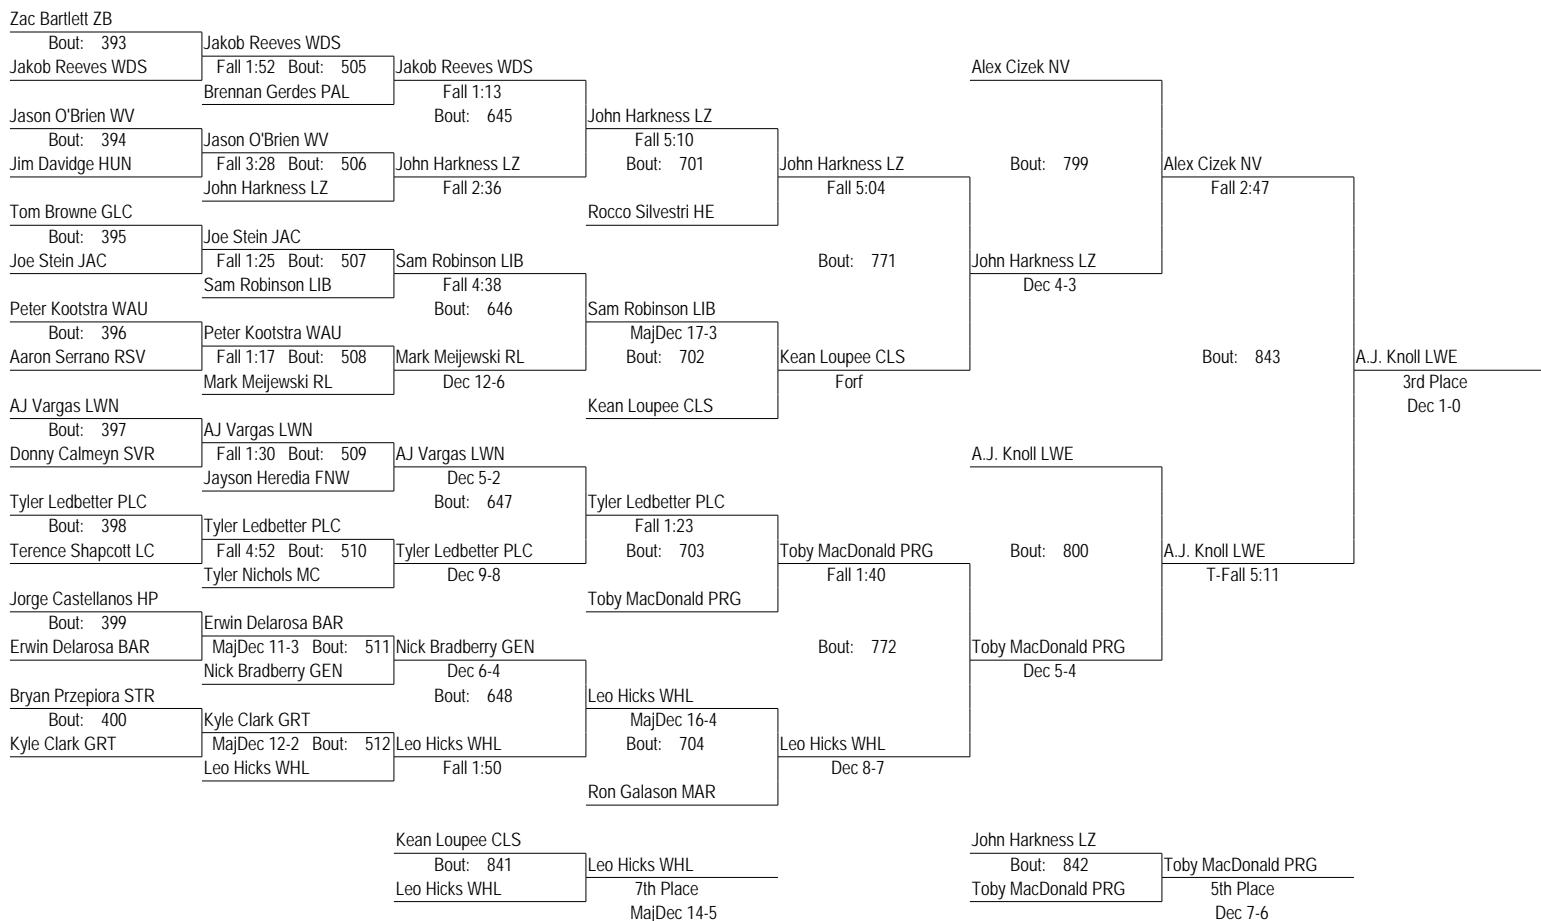 Zac Bartlett ZB
Bout: 393
Jakob Reeves WDS
Jason O'Brien WV
Bout: 394
Jim Davidge HUN
Tom Browne GLC
Bout: 395
Joe Stein JAC
Peter Kootstra WAU
Bout: 396
Aaron Serrano RSV
AJ Vargas LWN
Bout: 397
Donny Calmeyn SVR
Tyler Ledbetter PLC
Bout: 398
Terence Shapcott LC
Jorge Castellanos HP
Bout: 399
Erwin Delarosa BAR
Bryan Przepiora STR
Bout: 400
Kyle Clark GRT
Jakob Reeves WDS
Fall 1:52 Bout: 505
Brennan Gerdes PAL
Jason O'Brien WV
Fall 3:28 Bout: 506
John Harkness LZ
Joe Stein JAC
Fall 1:25 Bout: 507
Sam Robinson LIB
Peter Kootstra WAU
Fall 1:17 Bout: 508
Mark Meijewski RL
AJ Vargas LWN
Fall 1:30 Bout: 509
Jayson Heredia FNW
Tyler Ledbetter PLC
Fall 4:52 Bout: 510
Tyler Nichols MC
Erwin Delarosa BAR
MajDec 11-3 Bout: 511
Nick Bradberry GEN
Kyle Clark GRT
MajDec 12-2 Bout: 512
Leo Hicks WHL
Jakob Reeves WDS
Fall 1:13
Bout: 645
John Harkness LZ
Fall 2:36
Sam Robinson LIB
Fall 4:38
Bout: 646
Mark Meijewski RL
Dec 12-6
AJ Vargas LWN
Dec 5-2
Bout: 647
Tyler Ledbetter PLC
Dec 9-8
Nick Bradberry GEN
Dec 6-4
Bout: 648
Leo Hicks WHL
Fall 1:50
John Harkness LZ
Fall 5:10
Bout: 701
Rocco Silvestri HE
Sam Robinson LIB
MajDec 17-3
Bout: 702
Kean Loupee CLS
Tyler Ledbetter PLC
Fall 1:23
Bout: 703
Toby MacDonald PRG
Leo Hicks WHL
MajDec 16-4
Bout: 704
Ron Galason MAR
John Harkness LZ
Fall 5:04
Bout: 771
Kean Loupee CLS
Forf
Toby MacDonald PRG
Fall 1:40
Bout: 772
Leo Hicks WHL
Dec 8-7
Alex Cizek NV
Bout: 799
John Harkness LZ
Dec 4-3
A.J. Knoll LWE
Bout: 800
Toby MacDonald PRG
Dec 5-4
Alex Cizek NV
Fall 2:47
Bout: 843
A.J. Knoll LWE
T-Fall 5:11
A.J. Knoll LWE
3rd Place
Dec 1-0
Kean Loupee CLS
Bout: 841
Leo Hicks WHL
Leo Hicks WHL
7th Place
MajDec 14-5
John Harkness LZ
Bout: 842
Toby MacDonald PRG
Toby MacDonald PRG
5th Place
Dec 7-6